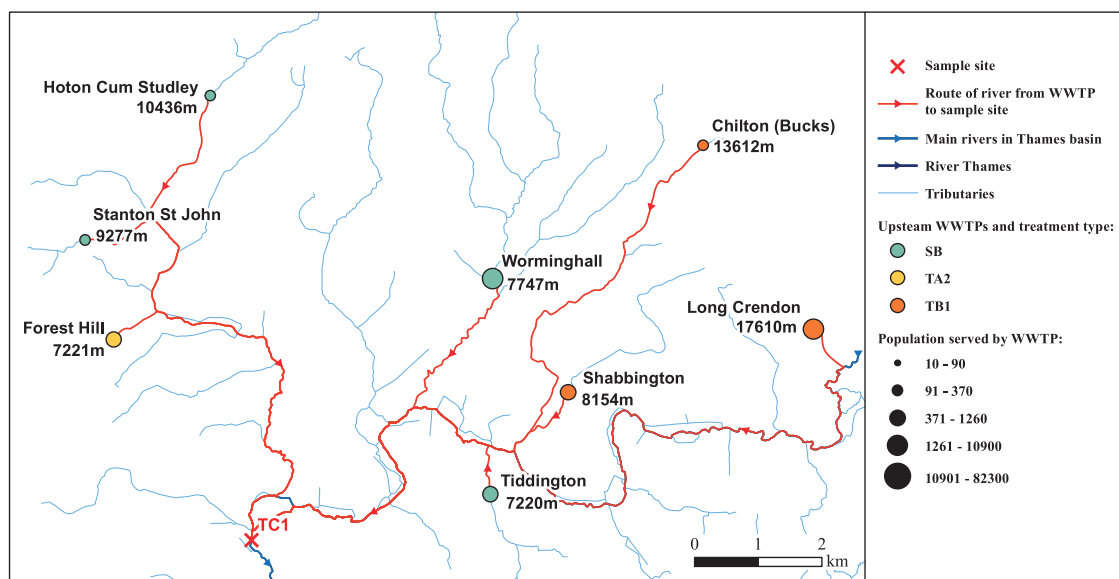 Hoton Cum Studley
10436m
Stanton St John
9277m
Forest Hill
7221m
Worminghall
7747m
Chilton (Bucks)
13612m
Long Crendon
17610m
Shabbington
8154m
Tiddington
7220m
TC1
0 1 2
km
Sample site
Route of river from WWTP
to sample site
Main rivers in Thames basin
River Thames
Tributaries
Upsteam WWTPs and treatment type:
SB
TA2
TB1
Population served by WWTP:
10 - 90
91 - 370
371 - 1260
1261 - 10900
10901 - 82300